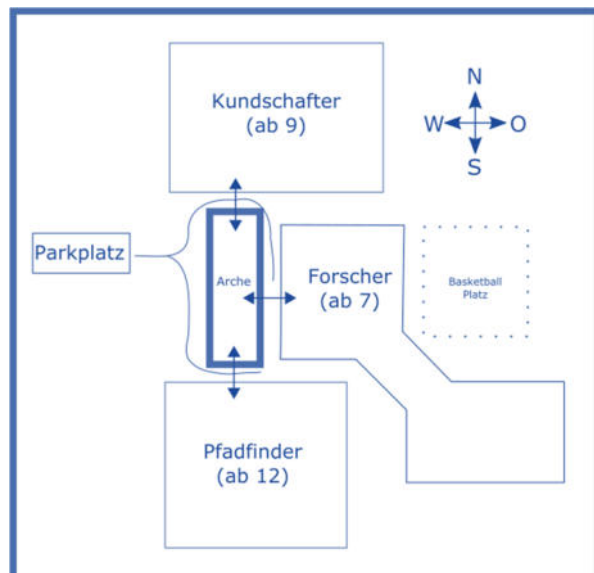 Kundschafter
(ab 9)
N
W
O
S
Parkplatz
Arche
Forscher
(ab 7)
Basketball
Platz
Pfadfinder
(ab 12)